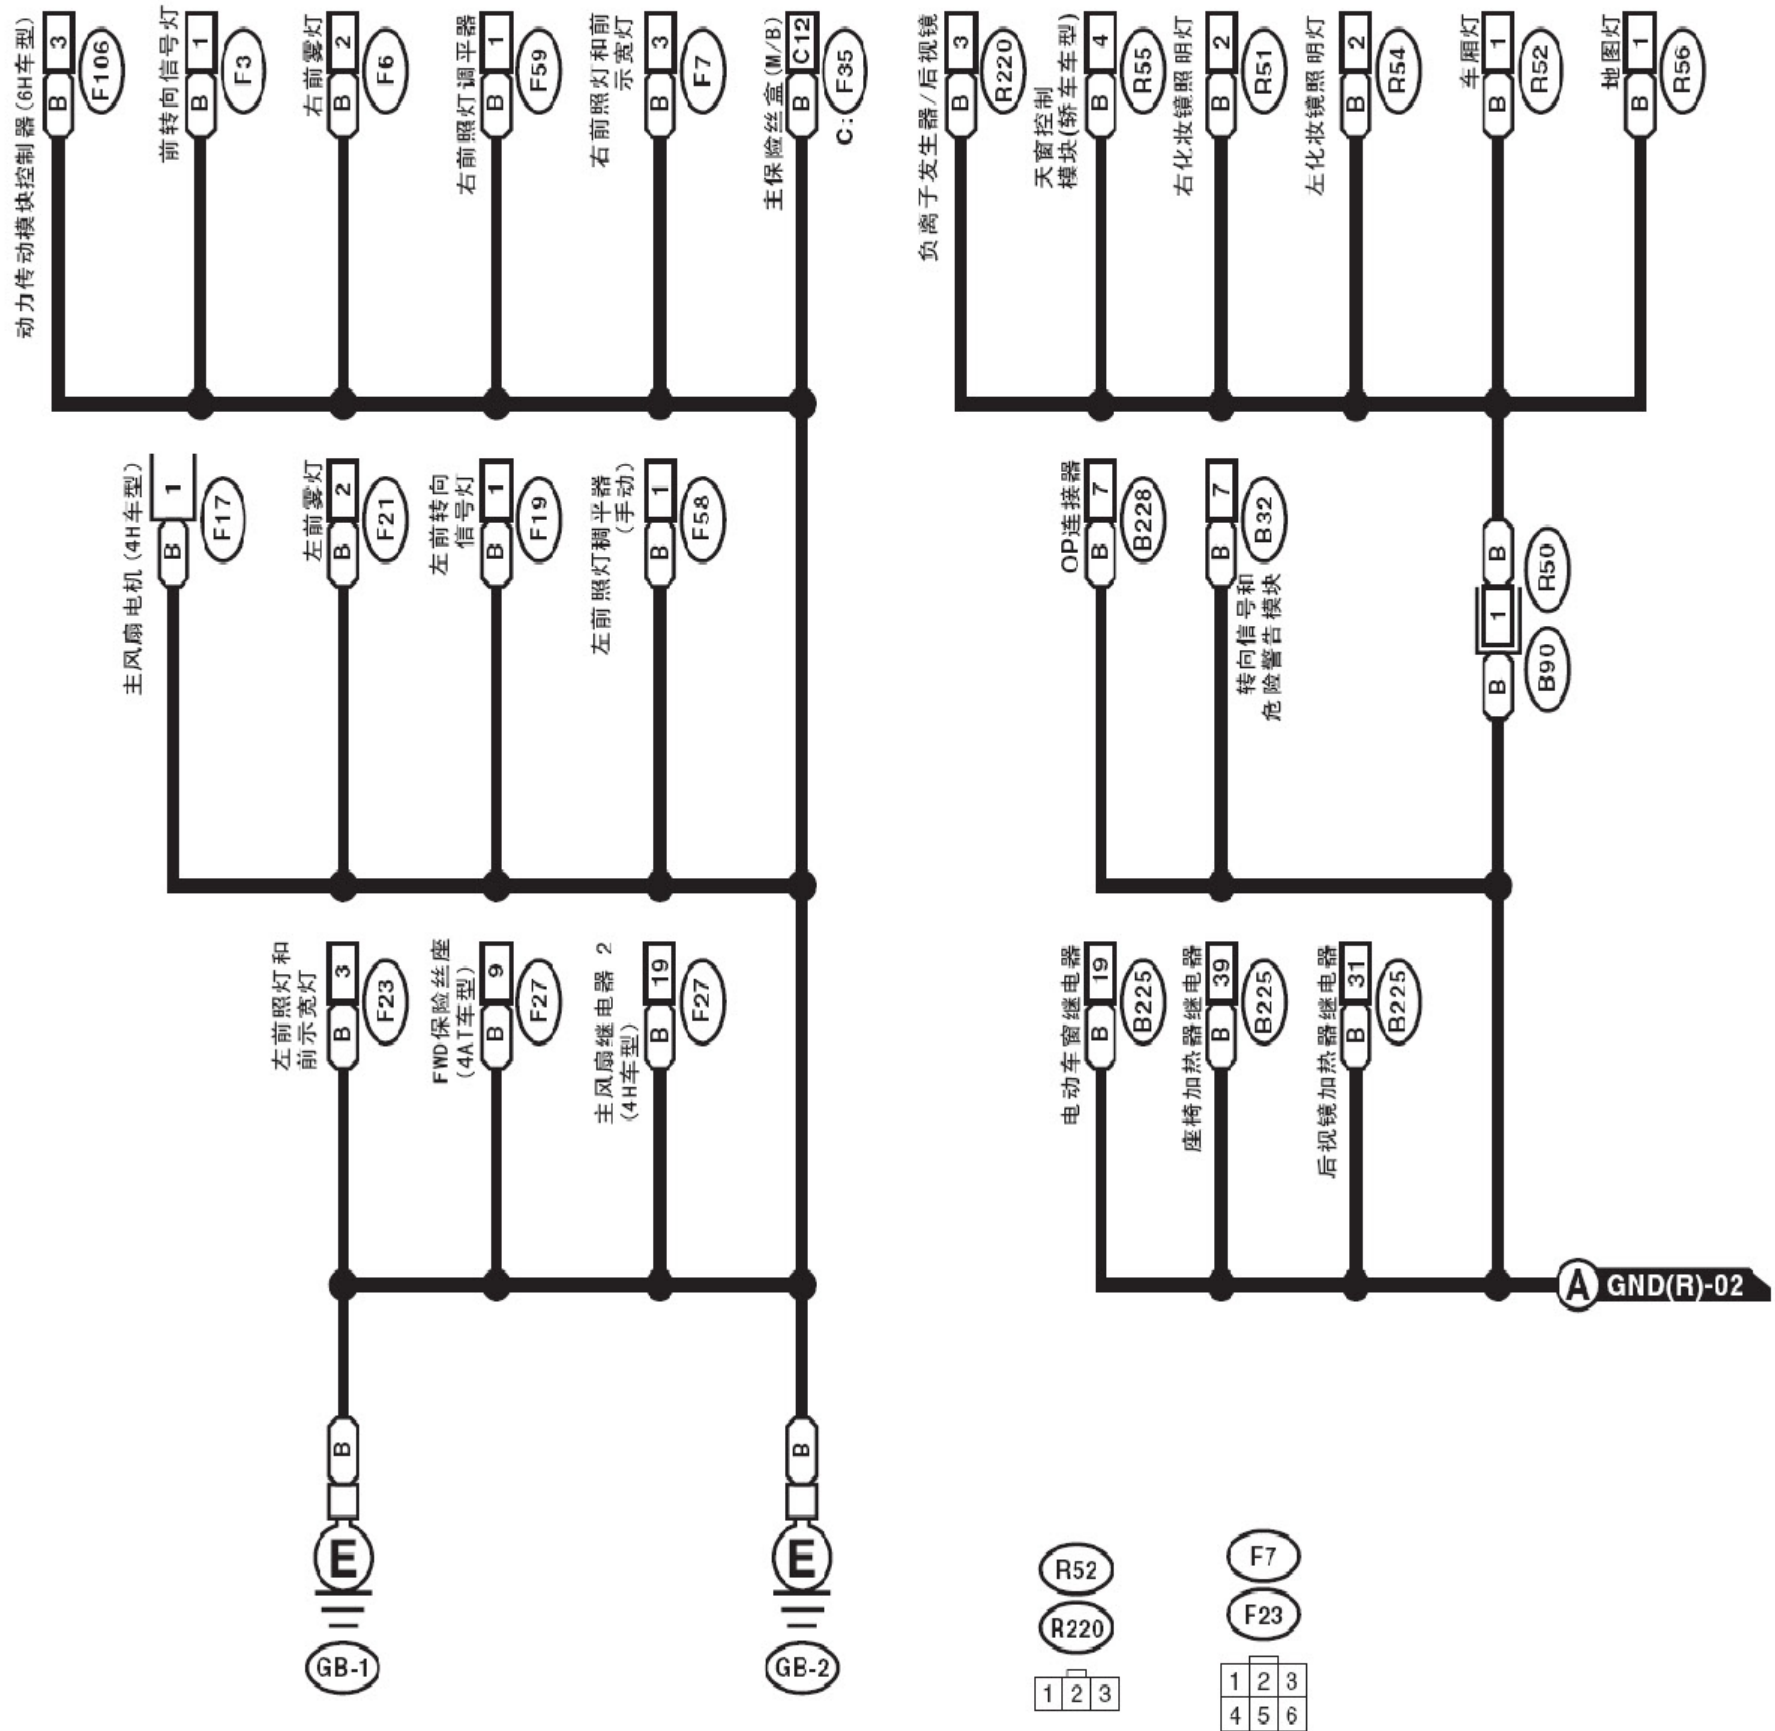 动力传动模块控制器(6H车型)
3
B
F106
前转向信号灯
1
B
F3
右前雾灯
2
B
F6
右前照灯调平器
1
B
F59
右前照灯和前
示宽灯
3
B
F7
主保险丝盒(M/B)
C12
B
C: F35
负离子发生器/后视镜
3
B
R220
天窗控制
模块(轿车车型)
4
B
R55
右化妆镜照明灯
2
B
R51
左化妆镜照明灯
2
B
R54
车厢灯
1
B
R52
地图灯
1
B
R56
主风扇电机(4H车型)
1
B
F17
左前雾灯
2
B
F21
左前转向
信号灯
1
B
F19
左前照灯稠平器
(手动)
1
B
F58
OP连接器
7
B
B228
转向信号和
危险警告模块
7
B
B32
B
R50
1
B
B90
左前照灯和
前示宽灯
3
B
F23
FWD保险丝座
(4AT车型)
9
B
F27
主风扇继电器 2
(4H车型)
19
B
F27
电动车窗继电器
19
B
B225
座椅加热器继电器
39
B
B225
后视镜加热器继电器
31
B
B225
A GND(R)-02
B
E
GB-1
B
E
GB-2
R52
R220
1 2 3
F7
F23
1 2 3
4 5 6